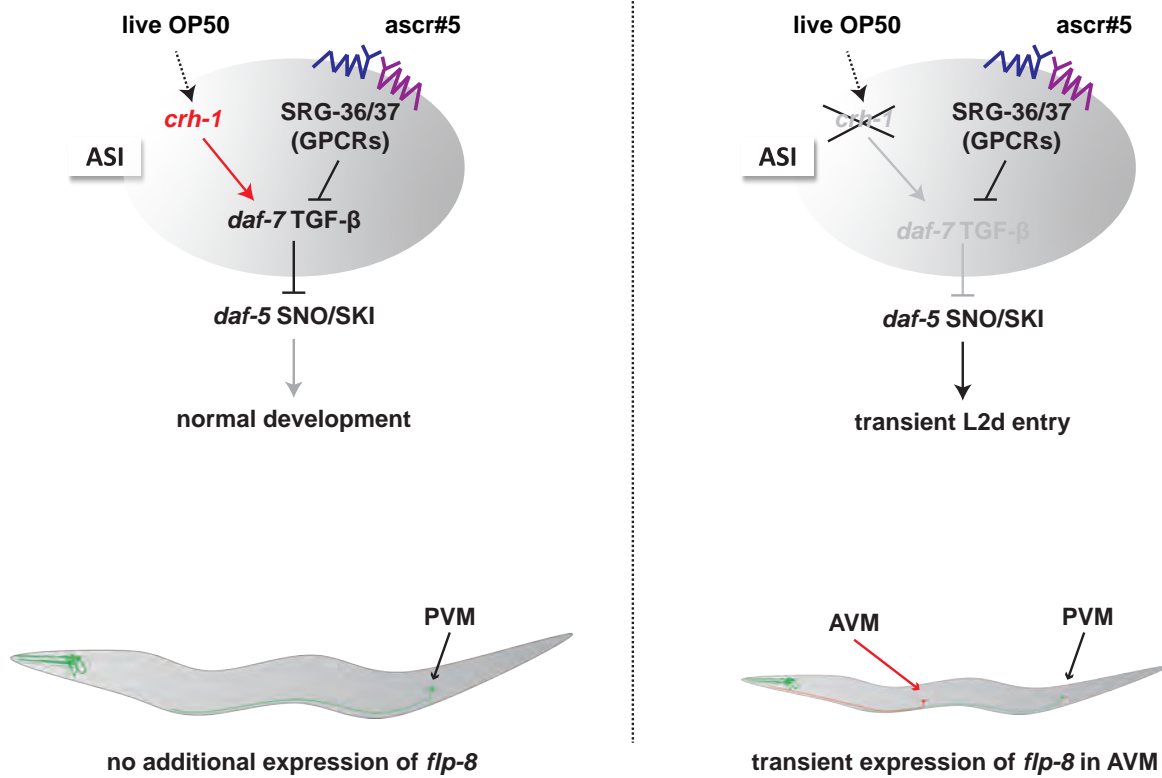 live OP50
ascr#5
crh-1
SRG-36/37
(GPCRs)
ASI
daf-7 TGF-β
daf-5 SNO/SKI
normal development
PVM
no additional expression of flp-8
live OP50
ascr#5
crh-1
SRG-36/37
(GPCRs)
ASI
daf-7 TGF-β
daf-5 SNO/SKI
transient L2d entry
AVM
PVM
transient expression of flp-8 in AVM